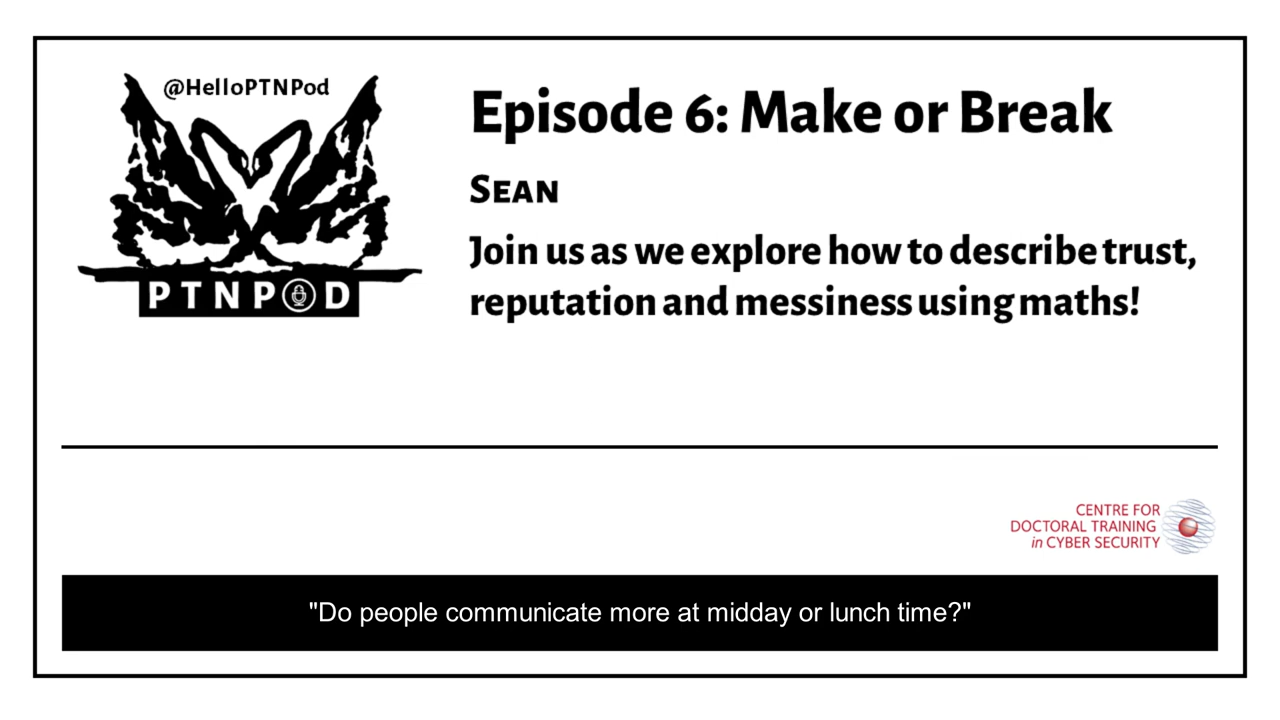 @HelloPTNPod
PTNPOD
Episode 6: Make or Break
Sean
Join us as we explore how to describe trust,
reputation and messiness using maths!
CENTRE FOR
DOCTORAL TRAINING
in CYBER SECURITY
"Do people communicate more at midday or lunch time?"